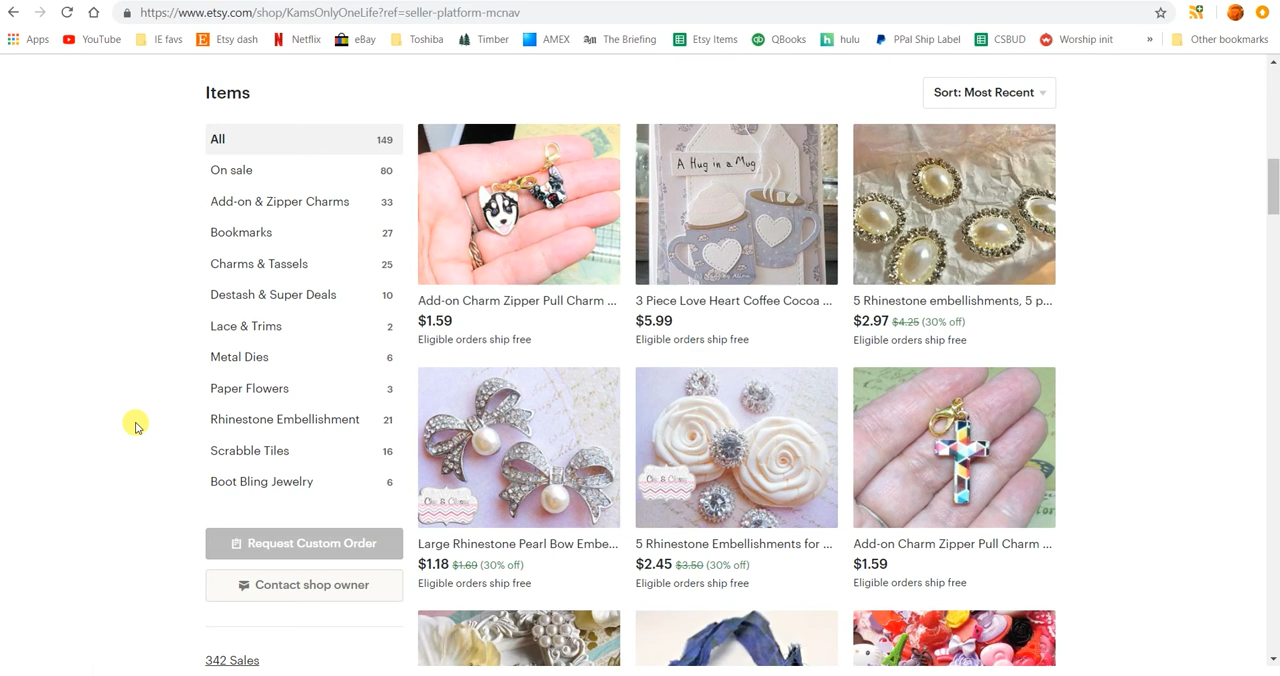 https://www.etsy.com/shop/KamsOnlyOneLife?ref=seller-platform-mcnav
Apps YouTube IE favs Etsy dash Netflix eBay Toshiba Timber AMEX The Briefing Etsy Items QBooks hulu PPal Ship Label CSBUD Worship init » Other bookmarks
Items
Sort: Most Recent
All 149
On sale 80
Add-on & Zipper Charms 33
Bookmarks 27
Charms & Tassels 25
Destash & Super Deals 10
Lace & Trims 2
Metal Dies 6
Paper Flowers 3
Rhinestone Embellishment 21
Scrabble Tiles 16
Boot Bling Jewelry 6
Request Custom Order
Contact shop owner
342 Sales
A Hug in a Mug
Add-on Charm Zipper Pull Charm ...
$1.59
Eligible orders ship free
3 Piece Love Heart Coffee Cocoa ...
$5.99
Eligible orders ship free
5 Rhinestone embellishments, 5 p...
$2.97 $4.25 (30% off)
Eligible orders ship free
Large Rhinestone Pearl Bow Embe...
$1.18 $1.69 (30% off)
Eligible orders ship free
5 Rhinestone Embellishments for ...
$2.45 $3.50 (30% off)
Eligible orders ship free
Add-on Charm Zipper Pull Charm ...
$1.59
Eligible orders ship free